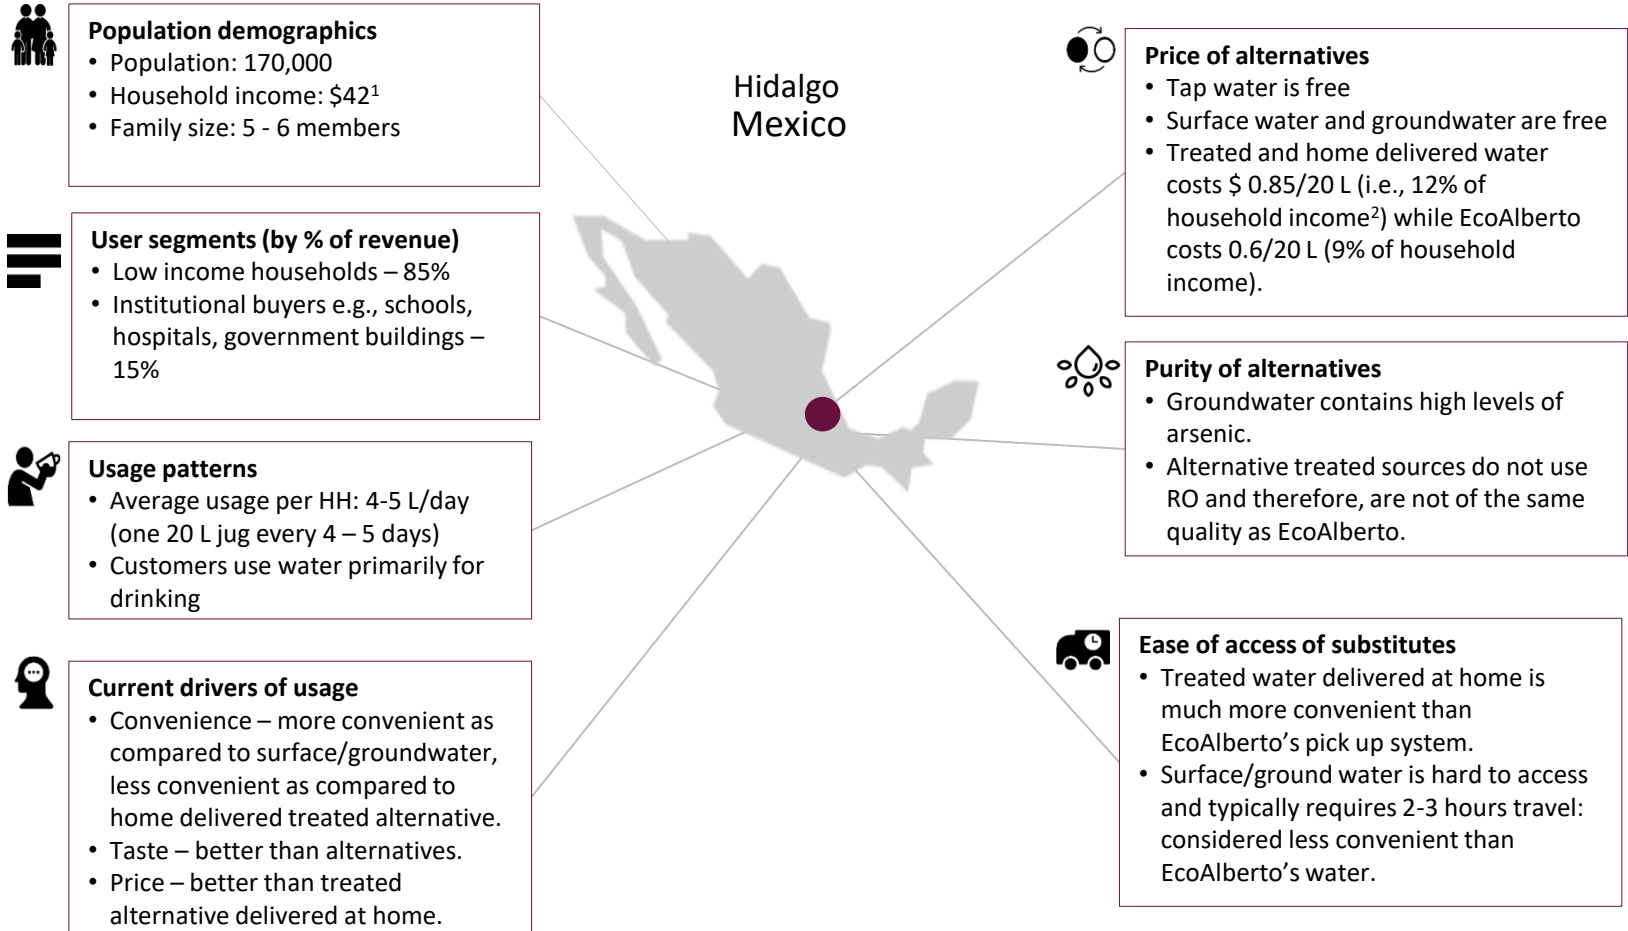 Population demographics
• Population: 170,000
• Household income: $42¹
• Family size: 5 - 6 members
User segments (by % of revenue)
• Low income households – 85%
• Institutional buyers e.g., schools,
hospitals, government buildings –
15%
Usage patterns
• Average usage per HH: 4-5 L/day
(one 20 L jug every 4 – 5 days)
• Customers use water primarily for
drinking
Current drivers of usage
• Convenience – more convenient as
compared to surface/groundwater,
less convenient as compared to
home delivered treated alternative.
• Taste – better than alternatives.
• Price – better than treated
alternative delivered at home.
Hidalgo
Mexico
Price of alternatives
• Tap water is free
• Surface water and groundwater are free
• Treated and home delivered water
costs $ 0.85/20 L (i.e., 12% of
household income²) while EcoAlberto
costs 0.6/20 L (9% of household
income).
Purity of alternatives
• Groundwater contains high levels of
arsenic.
• Alternative treated sources do not use
RO and therefore, are not of the same
quality as EcoAlberto.
Ease of access of substitutes
• Treated water delivered at home is
much more convenient than
EcoAlberto’s pick up system.
• Surface/ground water is hard to access
and typically requires 2-3 hours travel:
considered less convenient than
EcoAlberto’s water.